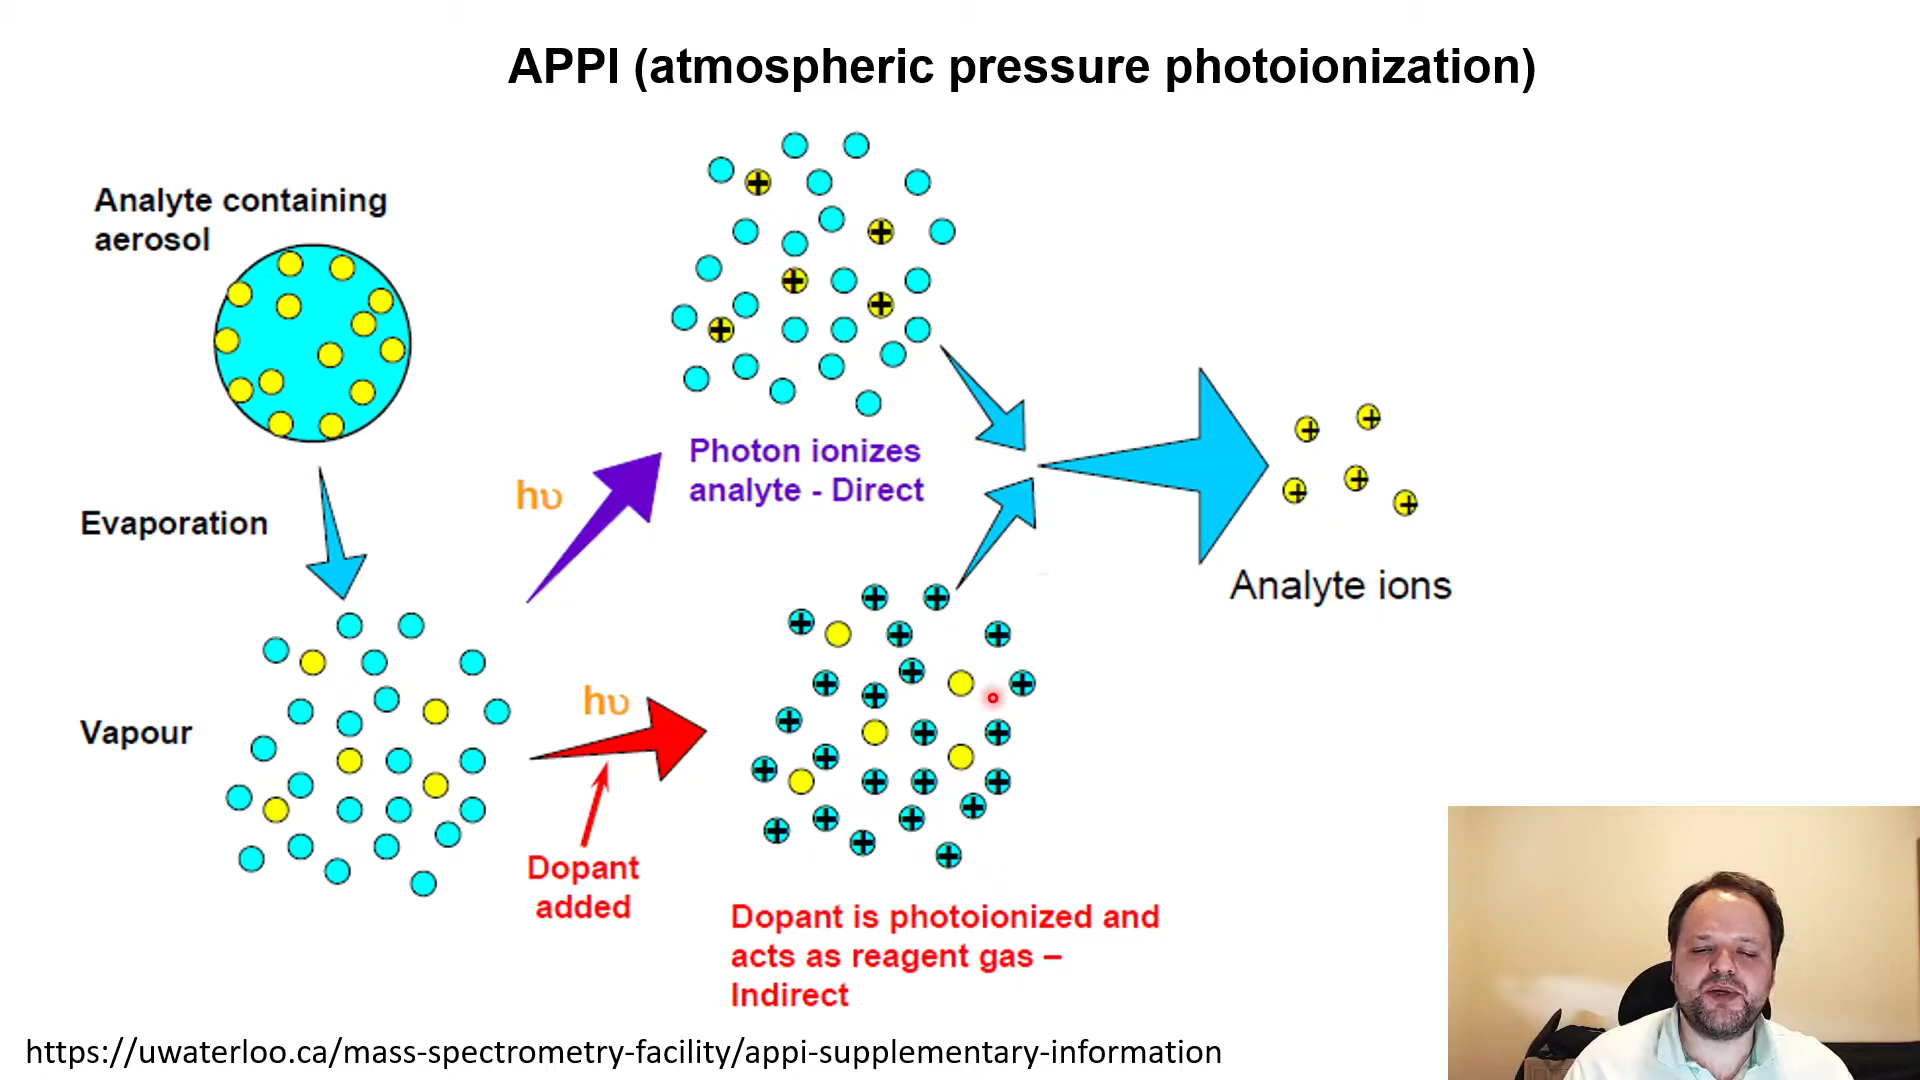 APPI (atmospheric pressure photoionization)
Analyte containing
aerosol
Evaporation
Vapour
hυ
Photon ionizes
analyte - Direct
hυ
Dopant
added
Dopant is photoionized and
acts as reagent gas –
Indirect
Analyte ions
https://uwaterloo.ca/mass-spectrometry-facility/appi-supplementary-information